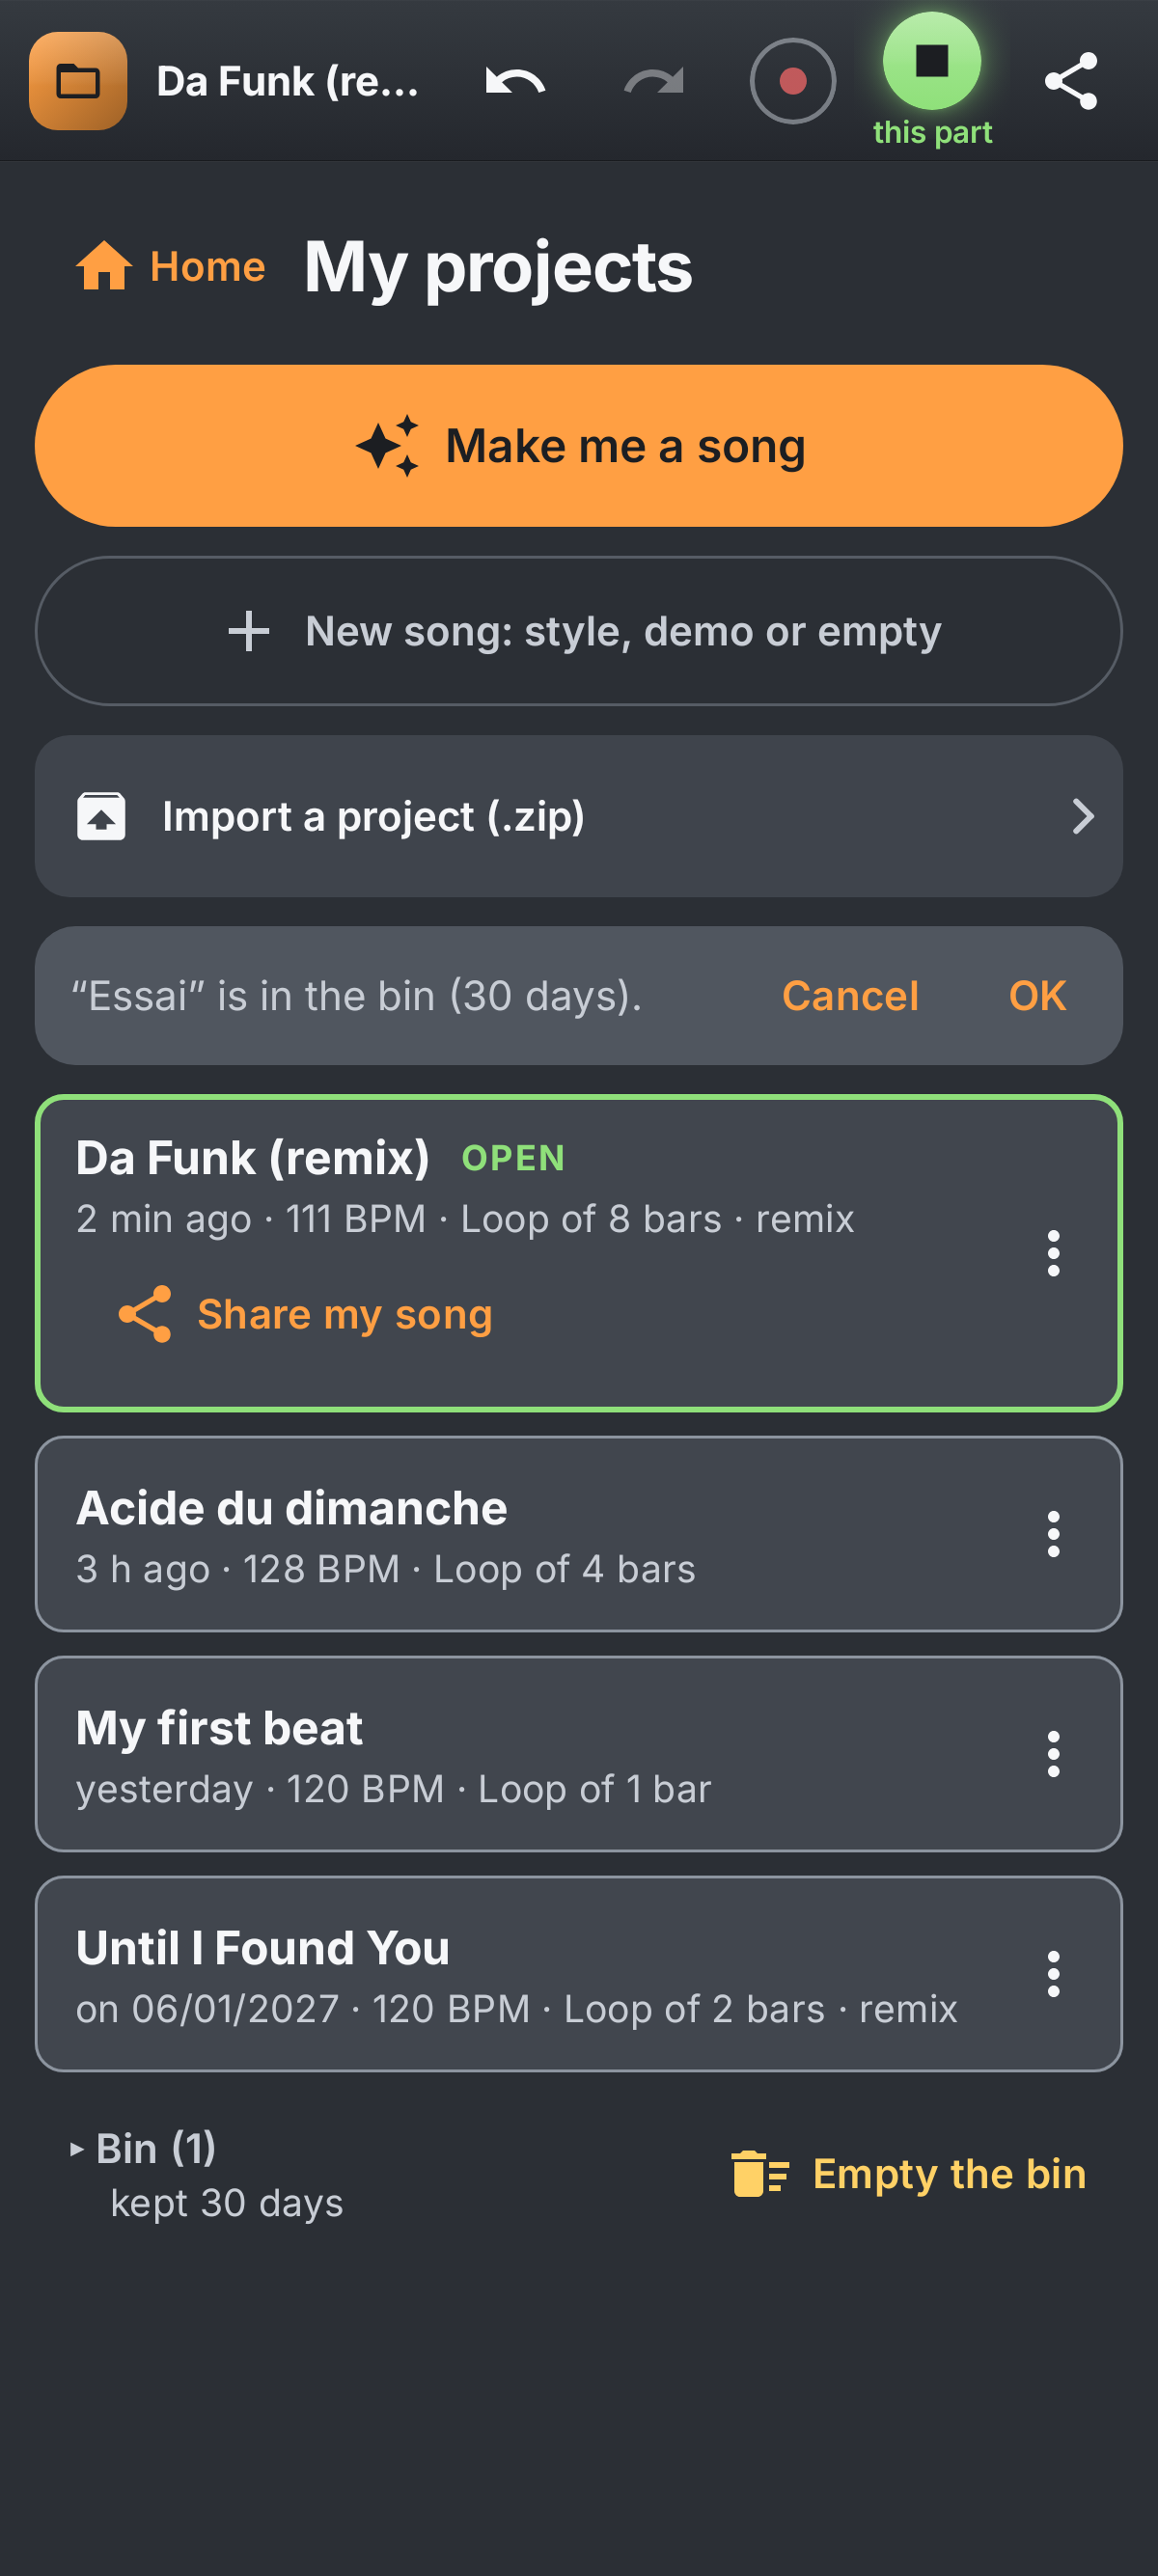 Da Funk (re...
this part
Home
My projects
Make me a song
New song: style, demo or empty
Import a project (.zip)
“Essai” is in the bin (30 days).
Cancel
OK
Da Funk (remix) OPEN
2 min ago · 111 BPM · Loop of 8 bars · remix
Share my song
Acide du dimanche
3 h ago · 128 BPM · Loop of 4 bars
My first beat
yesterday · 120 BPM · Loop of 1 bar
Until I Found You
on 06/01/2027 · 120 BPM · Loop of 2 bars · remix
Bin (1)
kept 30 days
Empty the bin